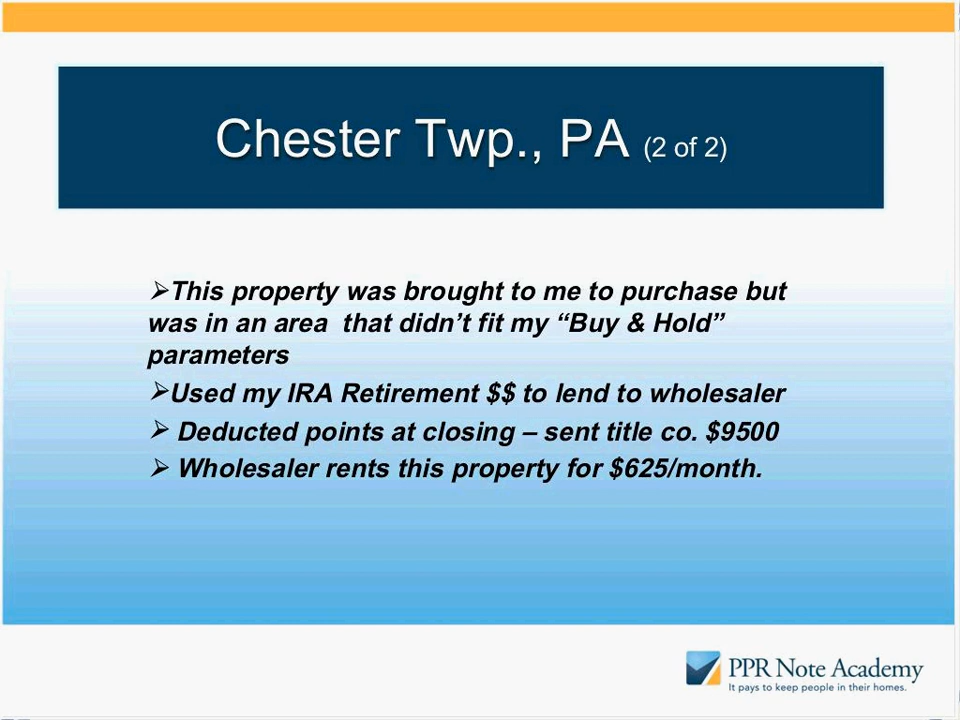 Chester Twp., PA (2 of 2)
➢This property was brought to me to purchase but
was in an area  that didn’t fit my “Buy & Hold”
parameters
➢Used my IRA Retirement $$ to lend to wholesaler
➢ Deducted points at closing – sent title co. $9500
➢ Wholesaler rents this property for $625/month.
PPR Note Academy
It pays to keep people in their homes.